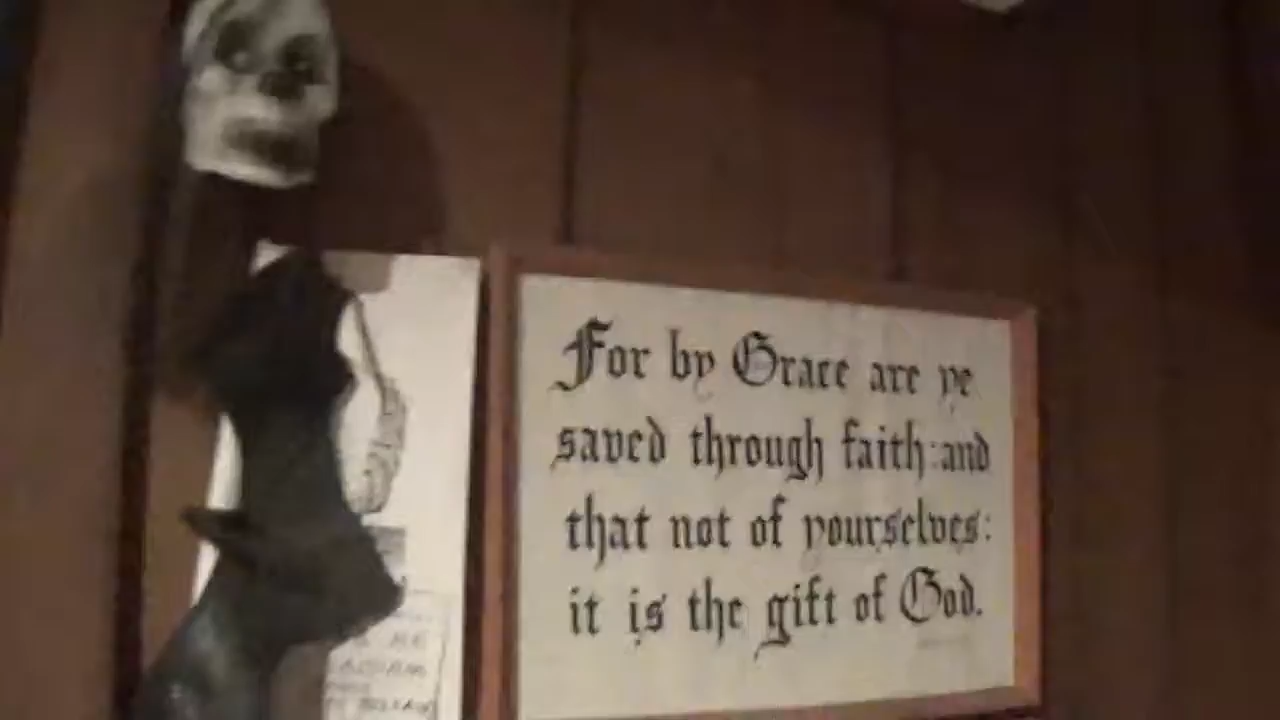 For by Grace are ye
saved through faith: and
that not of yourselves:
it is the gift of God.